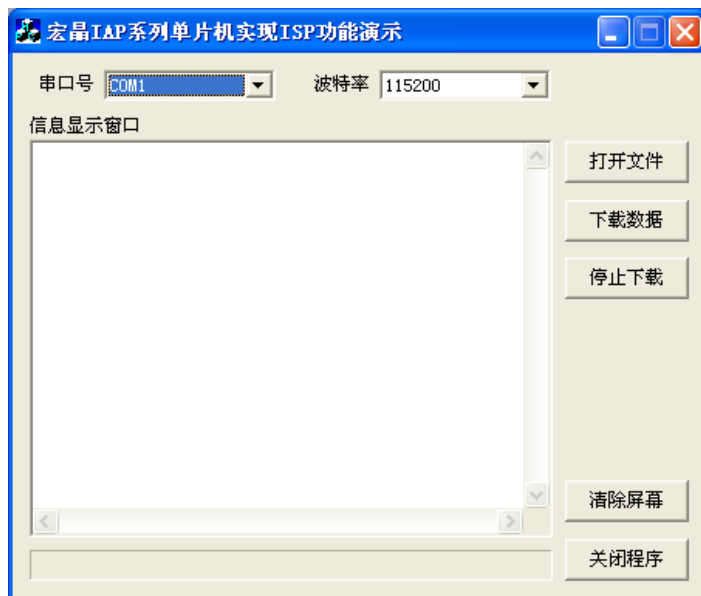 宏晶IAP系列单片机实现ISP功能演示
串口号 COM1 波特率 115200
信息显示窗口
打开文件
下载数据
停止下载
清除屏幕
关闭程序